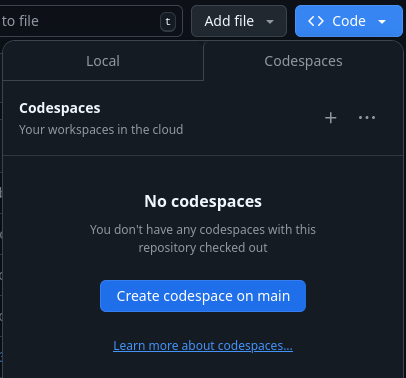 to file
t
Add file
Code
Local
Codespaces
Codespaces
Your workspaces in the cloud
No codespaces
You don't have any codespaces with this
repository checked out
Create codespace on main
Learn more about codespaces...